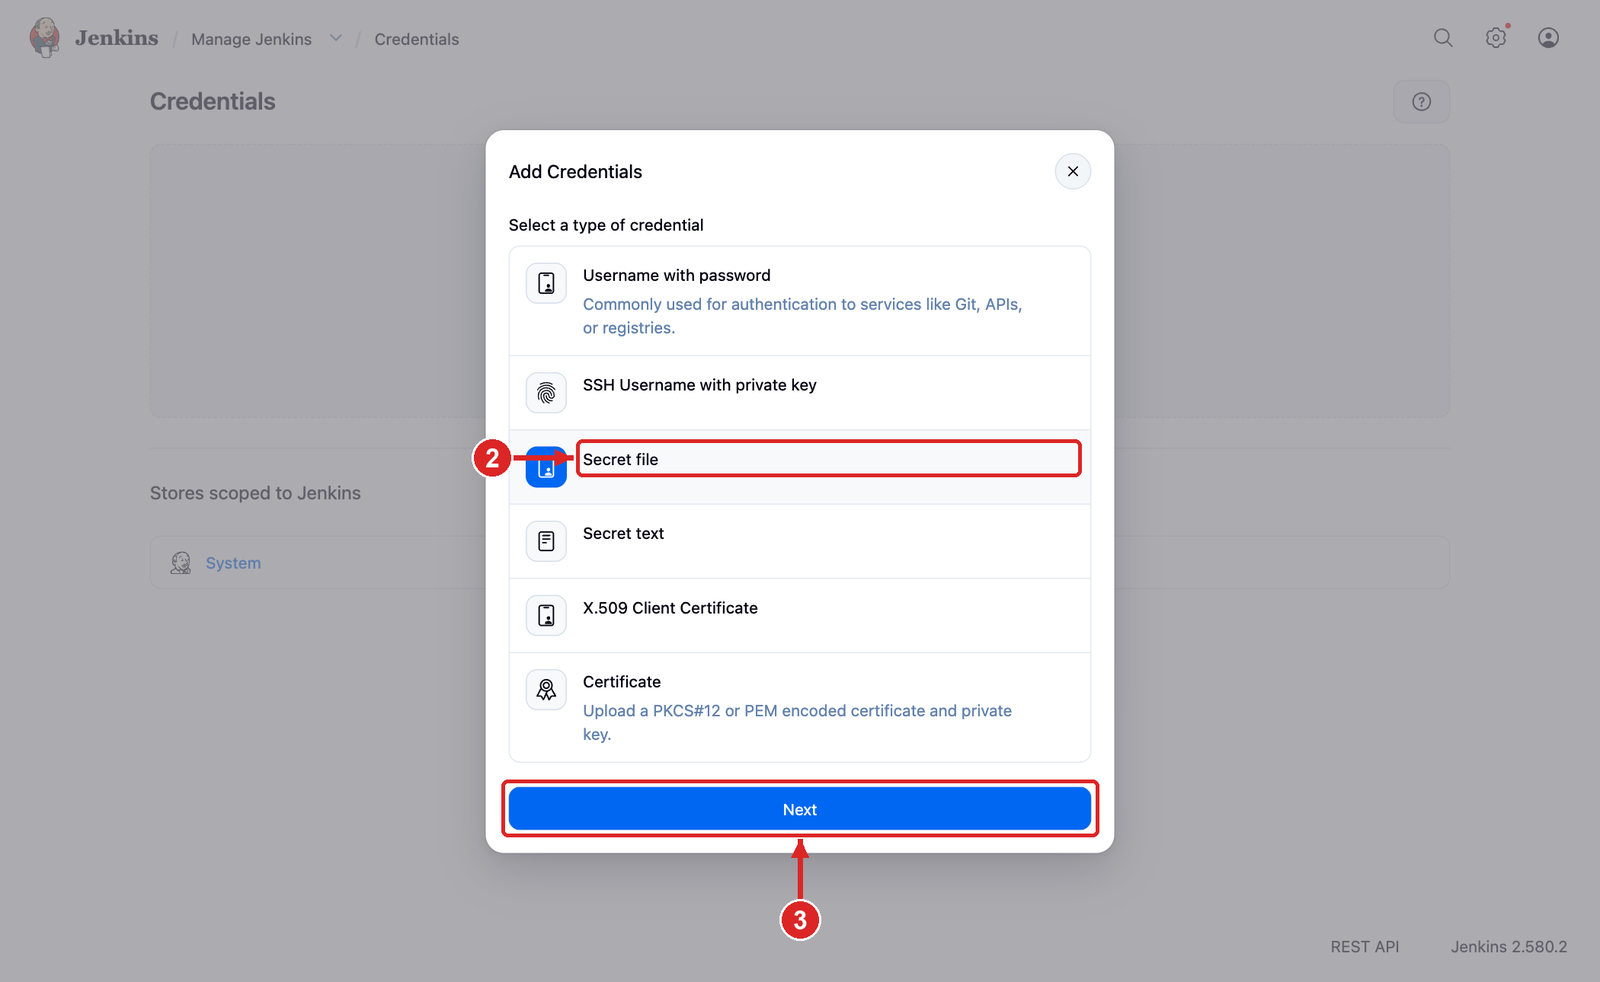 Jenkins / Manage Jenkins / Credentials
Credentials
Add Credentials
Select a type of credential
Username with password
Commonly used for authentication to services like Git, APIs,
or registries.
SSH Username with private key
2
Secret file
Stores scoped to Jenkins
Secret text
System
X.509 Client Certificate
Certificate
Upload a PKCS#12 or PEM encoded certificate and private
key.
Next
3
REST API
Jenkins 2.580.2